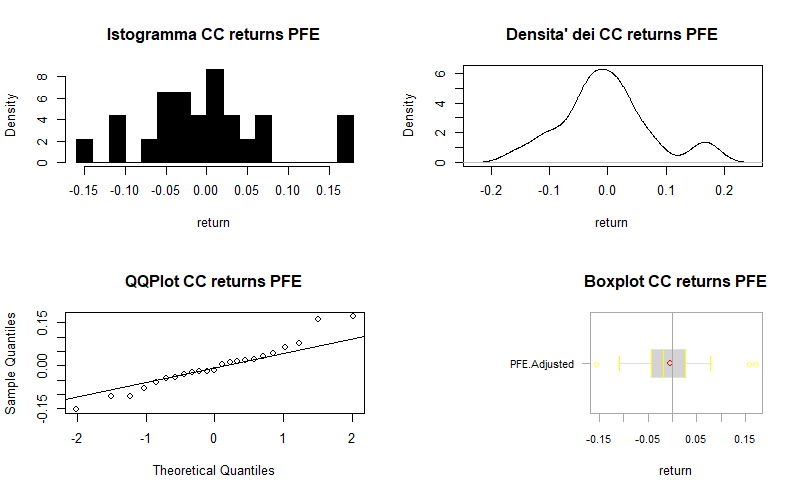 Istogramma CC returns PFE
Density
0 2 4 6 8
-0.15 -0.10 -0.05 0.00 0.05 0.10 0.15
return
Densita' dei CC returns PFE
Density
0 2 4 6
-0.2 -0.1 0.0 0.1 0.2
return
QQPlot CC returns PFE
Sample Quantiles
-0.15 0.00 0.15
-2 -1 0 1 2
Theoretical Quantiles
Boxplot CC returns PFE
PFE.Adjusted
-0.15 -0.05 0.05 0.15
return